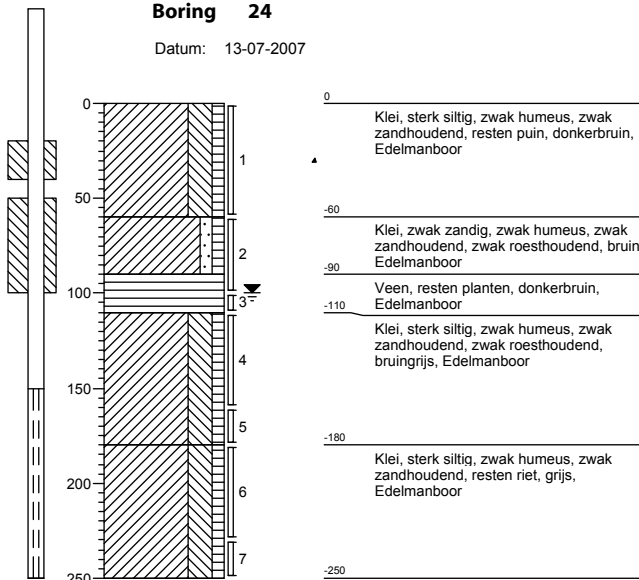 Boring 24
Datum: 13-07-2007
0
50
100
150
200
250
1
2
3
4
5
6
7
0
Klei, sterk siltig, zwak humeus, zwak
zandhoudend, resten puin, donkerbruin,
Edelmanboor
-60
Klei, zwak zandig, zwak humeus, zwak
zandhoudend, zwak roesthoudend, bruin
Edelmanboor
-90
Veen, resten planten, donkerbruin,
Edelmanboor
-110
Klei, sterk siltig, zwak humeus, zwak
zandhoudend, zwak roesthoudend,
bruingrijs, Edelmanboor
-180
Klei, sterk siltig, zwak humeus, zwak
zandhoudend, resten riet, grijs,
Edelmanboor
-250